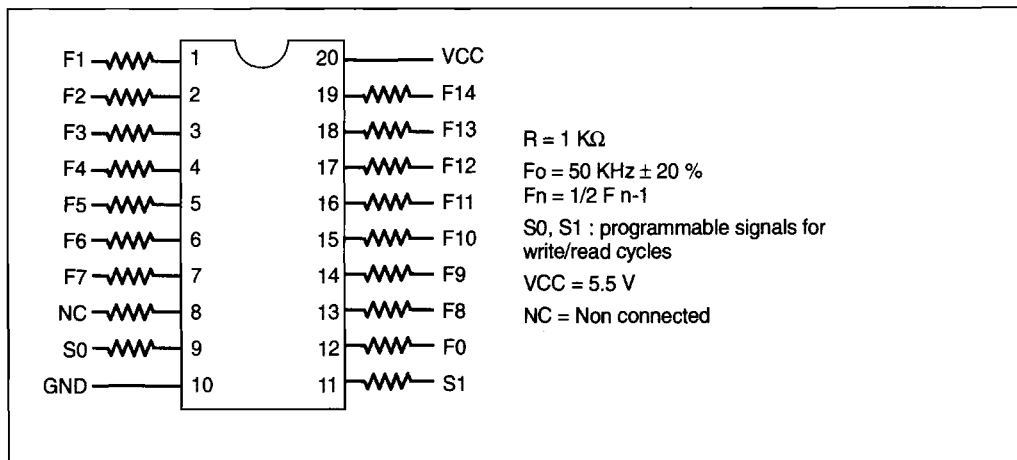 F1 1 20 VCC
F2 2 19 F14
F3 3 18 F13
F4 4 17 F12
F5 5 16 F11
F6 6 15 F10
F7 7 14 F9
NC 8 13 F8
S0 9 12 F0
GND 10 11 S1
R = 1 KΩ
Fo = 50 KHz ± 20 %
Fn = 1/2 F n-1
S0, S1 : programmable signals for
write/read cycles
VCC = 5.5 V
NC = Non connected